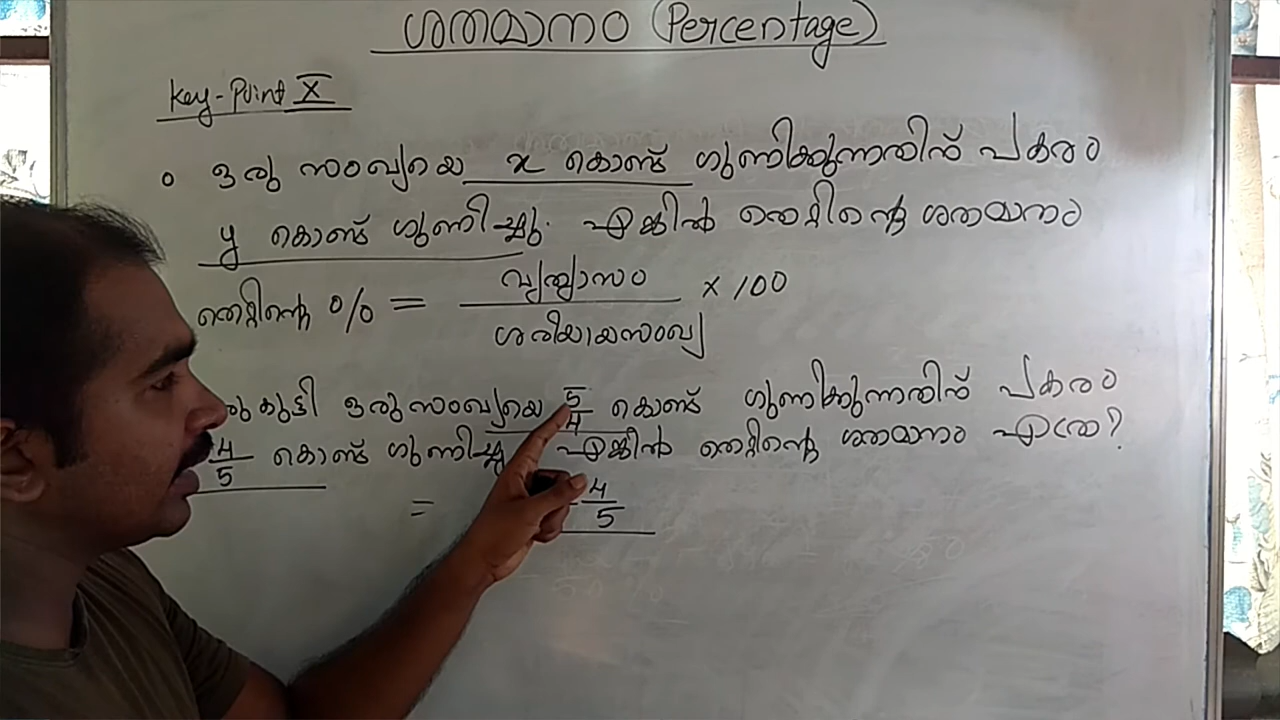 ശതമാനം (Percentage)
Key-Point X
o ഒരു സംഖ്യയെ x കൊണ്ട് ഗുണിക്കുന്നതിന് പകരം
y കൊണ്ട് ഗുണിച്ചു. എങ്കിൽ തെറ്റിന്റെ ശതമാനം
തെറ്റിന്റെ % = വ്യത്യാസം / ശരിയായസംഖ്യ × 100
കുട്ടി ഒരു സംഖ്യയെ 5/4 കൊണ്ട് ഗുണിക്കുന്നതിന് പകരം
4/5 കൊണ്ട് ഗുണിച്ചു എങ്കിൽ തെറ്റിന്റെ ശതമാനം എത്ര?
= 4/5